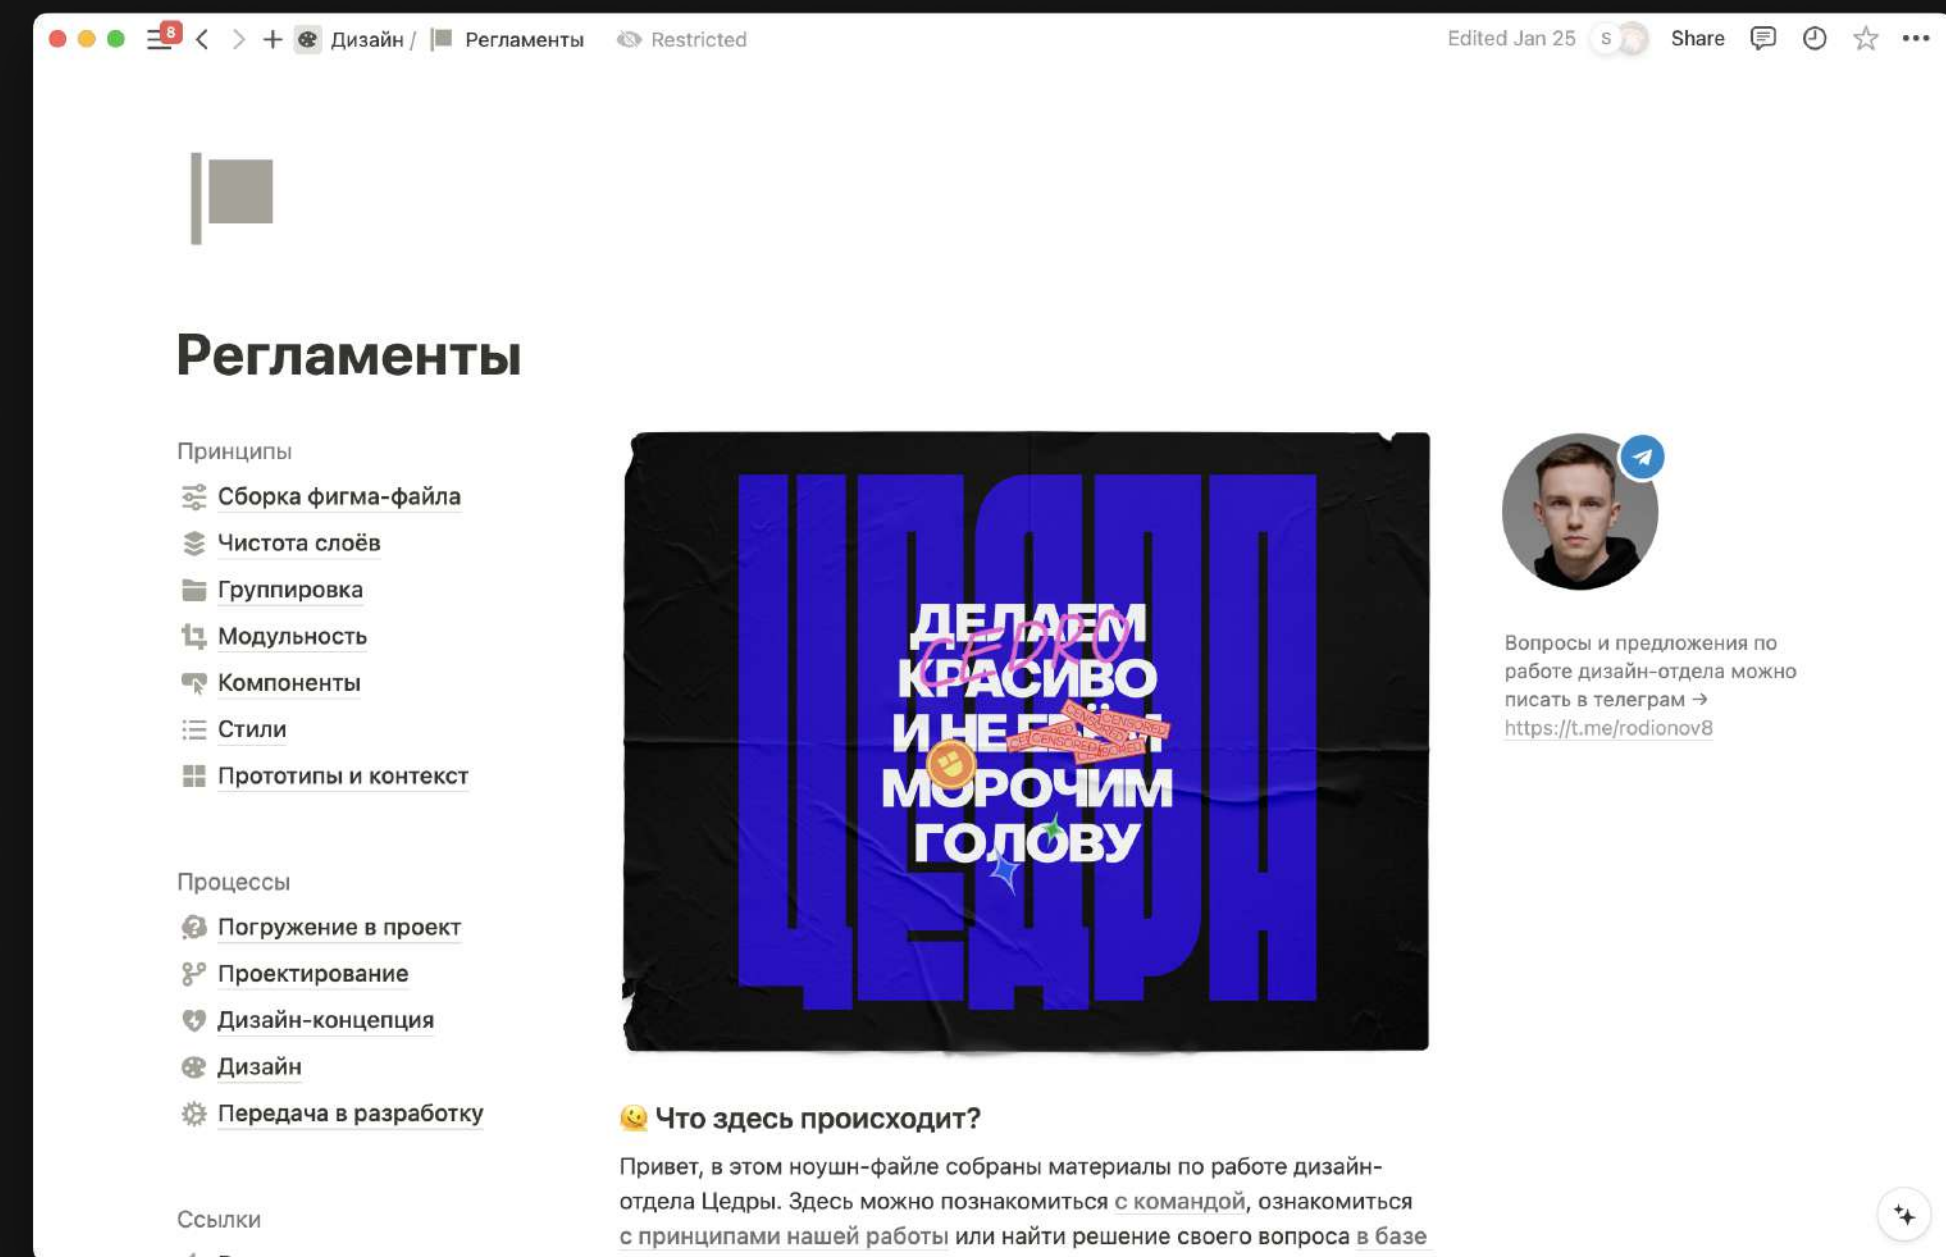 8
Дизайн / Регламенты Restricted
Edited Jan 25 S Share
Регламенты
Принципы
Сборка фигма-файла
Чистота слоёв
Группировка
Модульность
Компоненты
Стили
Прототипы и контекст
Процессы
Погружение в проект
Проектирование
Дизайн-концепция
Дизайн
Передача в разработку
Ссылки
ЦЕДРА
ДЕЛАЕМ
CEDRO
КРАСИВО
И НЕ
CENSORED
CENSORED
CENSORED
МОРОЧИМ
ГОЛОВУ
Что здесь происходит?
Привет, в этом ноушн-файле собраны материалы по работе дизайн-
отдела Цедры. Здесь можно познакомиться с командой, ознакомиться
с принципами нашей работы или найти решение своего вопроса в базе
Вопросы и предложения по
работе дизайн-отдела можно
писать в телеграм →
https://t.me/rodionov8